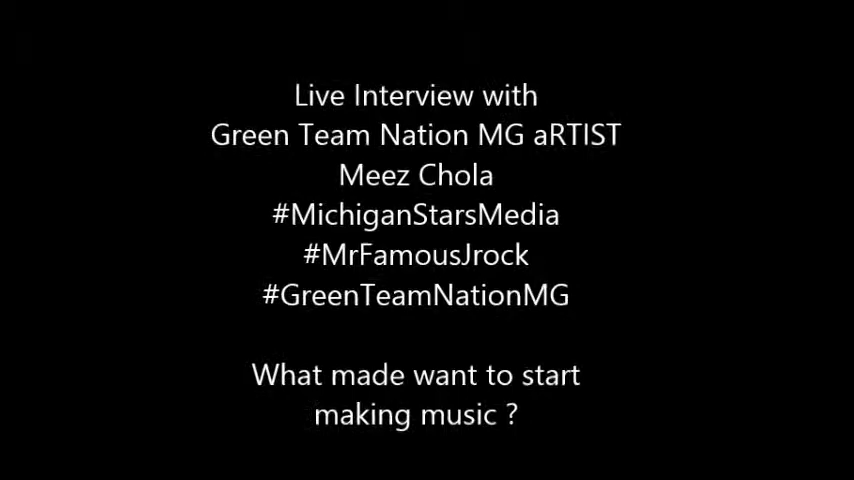 Live Interview with
Green Team Nation MG aRTIST
Meez Chola
#MichiganStarsMedia
#MrFamousJrock
#GreenTeamNationMG
What made want to start
making music ?